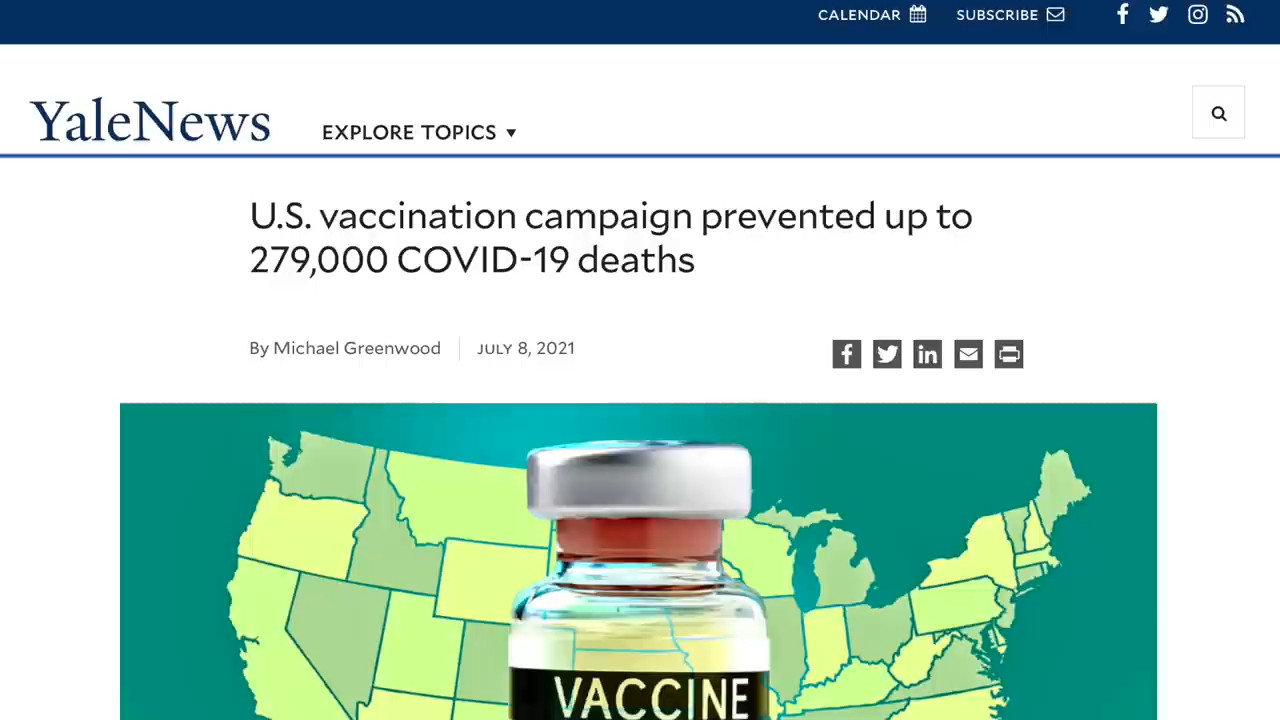 CALENDAR SUBSCRIBE
YaleNews EXPLORE TOPICS
U.S. vaccination campaign prevented up to
279,000 COVID-19 deaths
By Michael Greenwood JULY 8, 2021
VACCINE